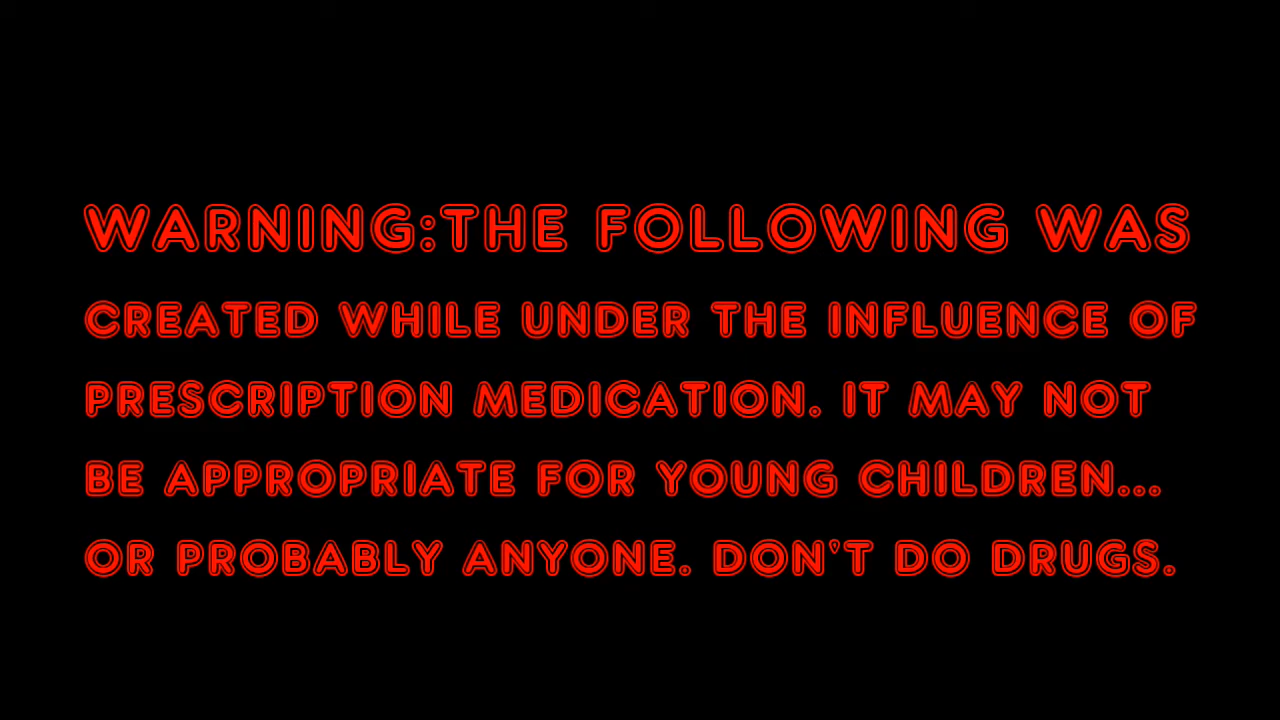 WARNING:THE FOLLOWING WAS
CREATED WHILE UNDER THE INFLUENCE OF
PRESCRIPTION MEDICATION. IT MAY NOT
BE APPROPRIATE FOR YOUNG CHILDREN...
OR PROBABLY ANYONE. DON'T DO DRUGS.